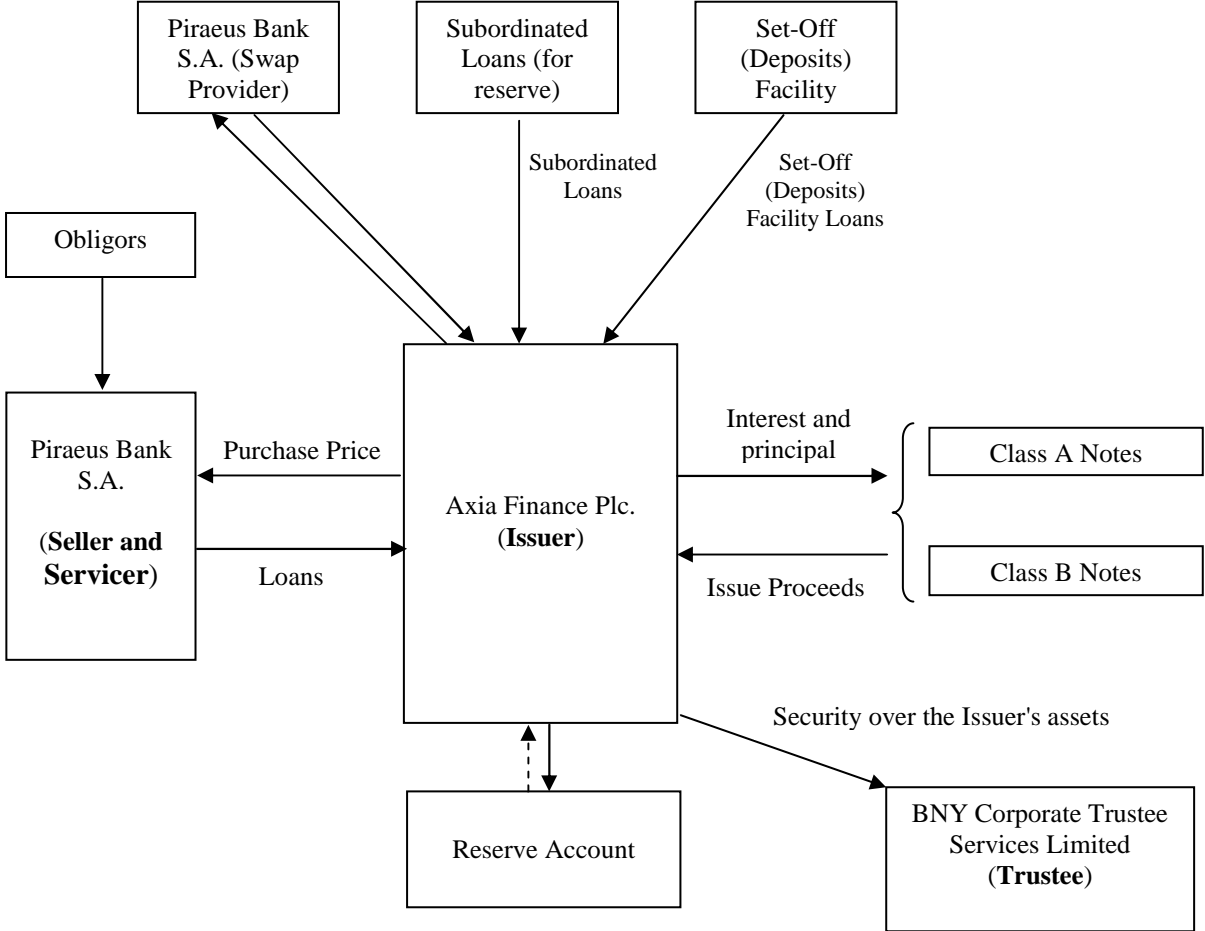 Piraeus Bank
S.A. (Swap
Provider)
Subordinated
Loans (for
reserve)
Set-Off
(Deposits)
Facility
Subordinated
Loans
Set-Off
(Deposits)
Facility Loans
Obligors
Piraeus Bank
S.A.
(Seller and
Servicer)
Purchase Price
Loans
Axia Finance Plc.
(Issuer)
Interest and
principal
Issue Proceeds
Class A Notes
Class B Notes
Security over the Issuer's assets
Reserve Account
BNY Corporate Trustee
Services Limited
(Trustee)